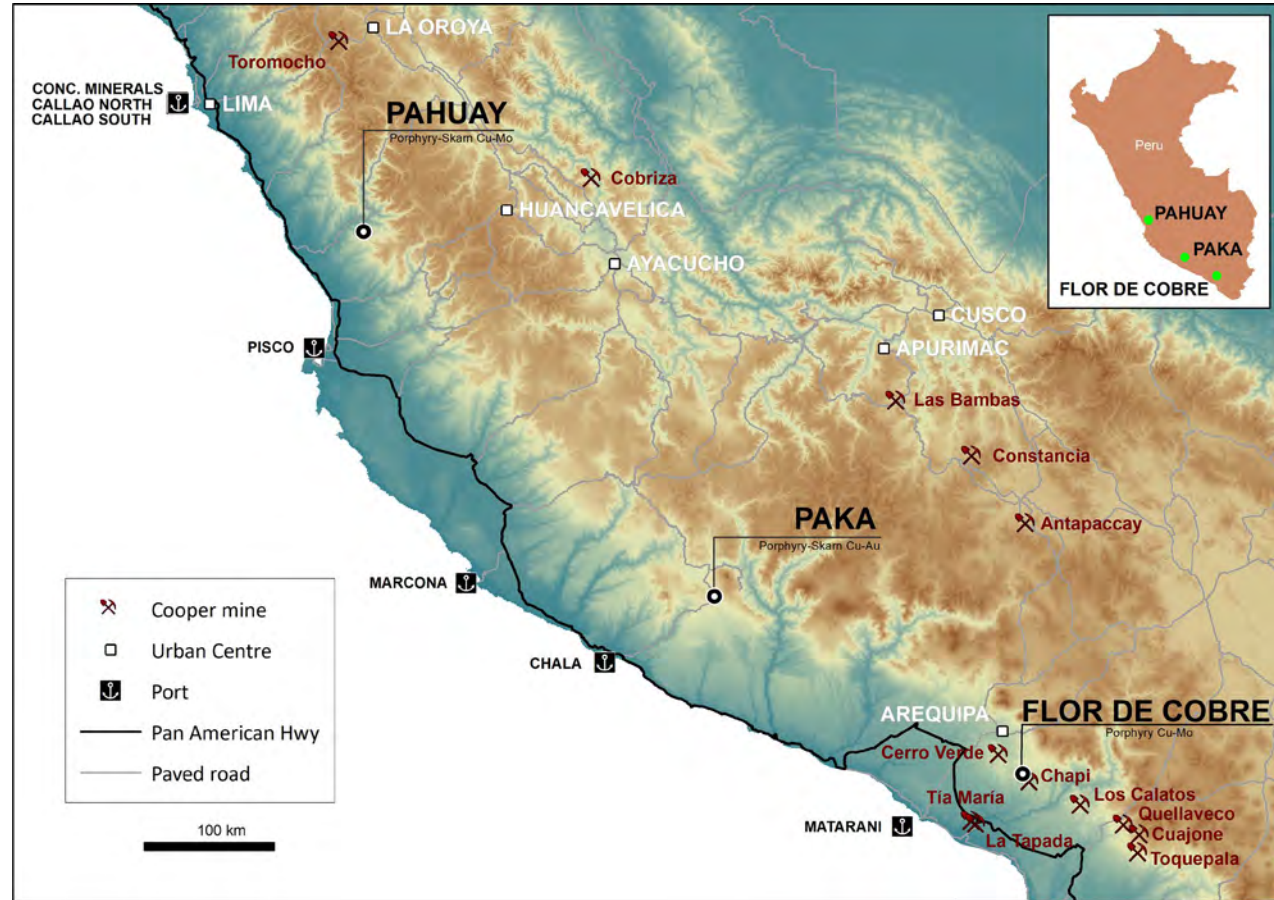 LA OROYA
Toromocho
CONC. MINERALS
CALLAO NORTH
CALLAO SOUTH
LIMA
PAHUAY
Porphyry-Skarn Cu-Mo
Cobriza
HUANCAVELICA
AYACUCHO
CUSCO
APURIMAC
PISCO
Las Bambas
Constancia
Antapaccay
PAKA
Porphyry-Skarn Cu-Au
MARCONA
CHALA
AREQUIPA
FLOR DE COBRE
Porphyry Cu-Mo
Cerro Verde
Chapi
Tía María
Los Calatos
Quellaveco
MATARANI
La Tapada
Cuajone
Toquepala
Peru
PAHUAY
PAKA
FLOR DE COBRE
Cooper mine
Urban Centre
Port
Pan American Hwy
Paved road
100 km